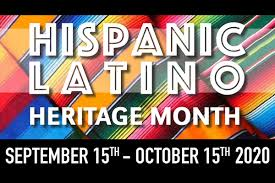 HISPANIC
LATINO
HERITAGE MONTH
SEPTEMBER 15TH - OCTOBER 15TH 2020